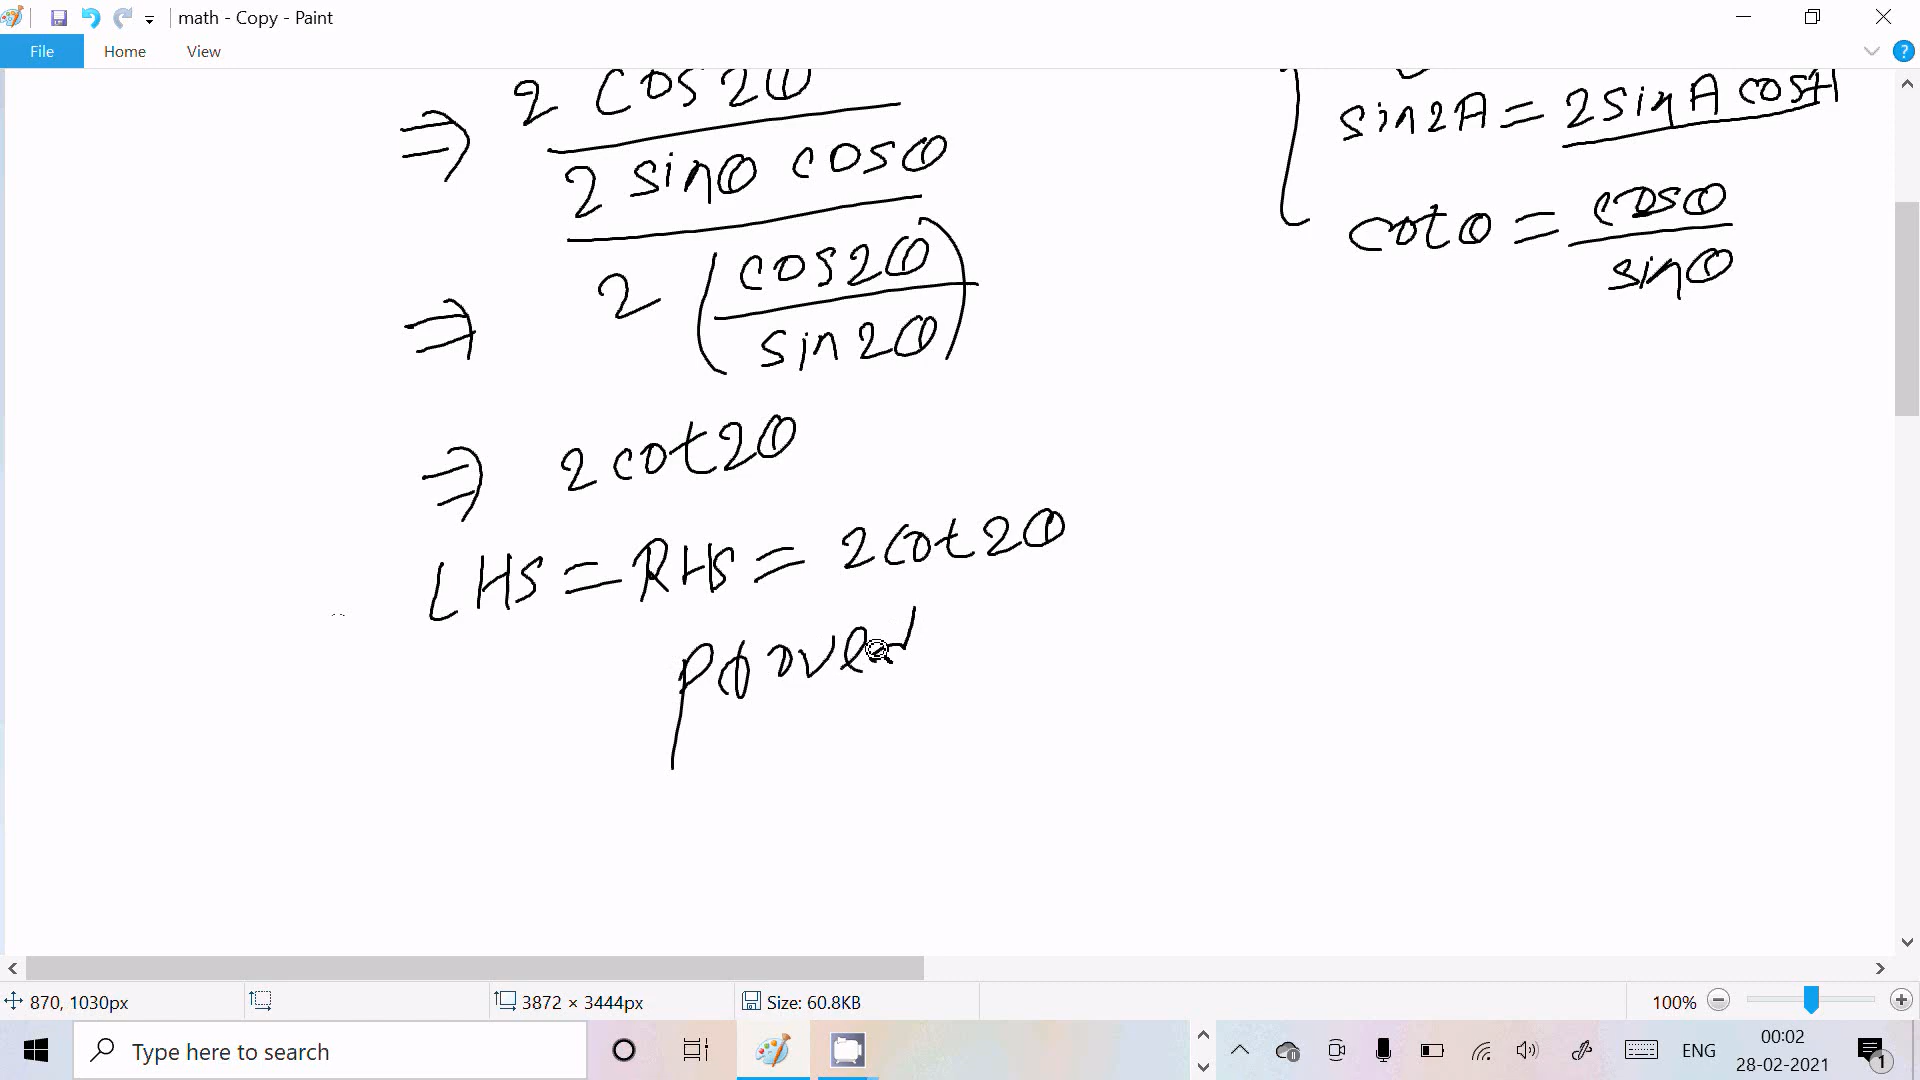 math - Copy - Paint
File Home View
⇒ 2 cos2θ
2 sinθ cosθ
⇒ 2 (cos2θ
sin2θ)
⇒ 2cot2θ
LHS = RHS = 2cot2θ
proved
sin2A = 2sinA cosA
cotθ = cosθ
sinθ
870, 1030px
3872 × 3444px
Size: 60.8KB
100%
Type here to search
ENG
00:02
28-02-2021
1